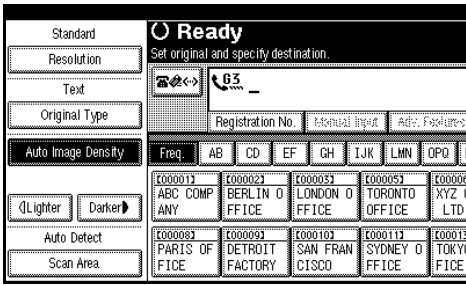 Standard
Resolution
Text
Original Type
Auto Image Density
Lighter
Darker
Auto Detect
Scan Area
Ready
Set original and specify destination.
G3
Registration No. Manual Input Adv. Features
Freq. AB CD EF GH IJK LMN OPQ
[00001] [00002] [00003] [00005] [00006
ABC COMP BERLIN O LONDON O TORONTO XYZ
ANY FFICE FFICE OFFICE LTD
[00008] [00009] [00010] [00011] [00013
PARIS OF DETROIT SAN FRAN SYDNEY O TOKY
FICE FACTORY CISCO FFICE FICE